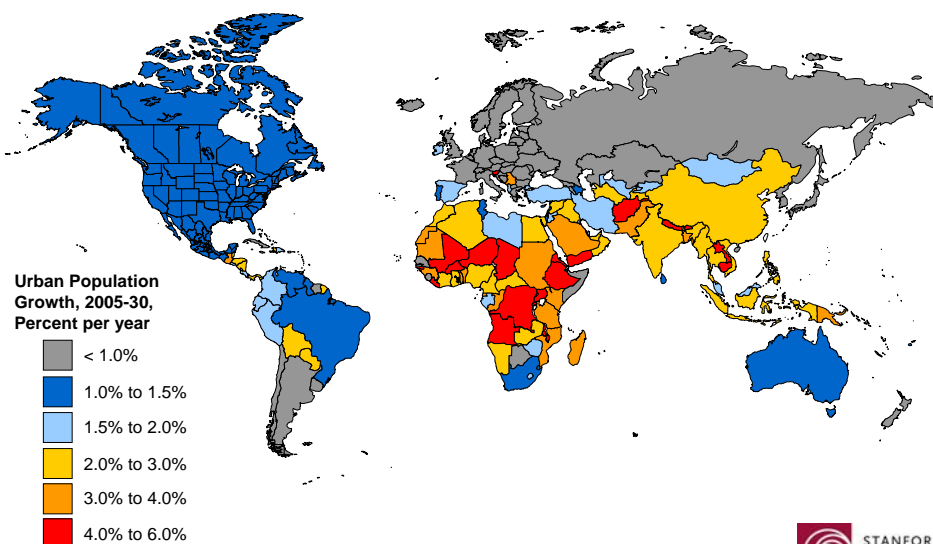 Urban Population
Growth, 2005-30,
Percent per year
< 1.0%
1.0% to 1.5%
1.5% to 2.0%
2.0% to 3.0%
3.0% to 4.0%
4.0% to 6.0%
STANFOR